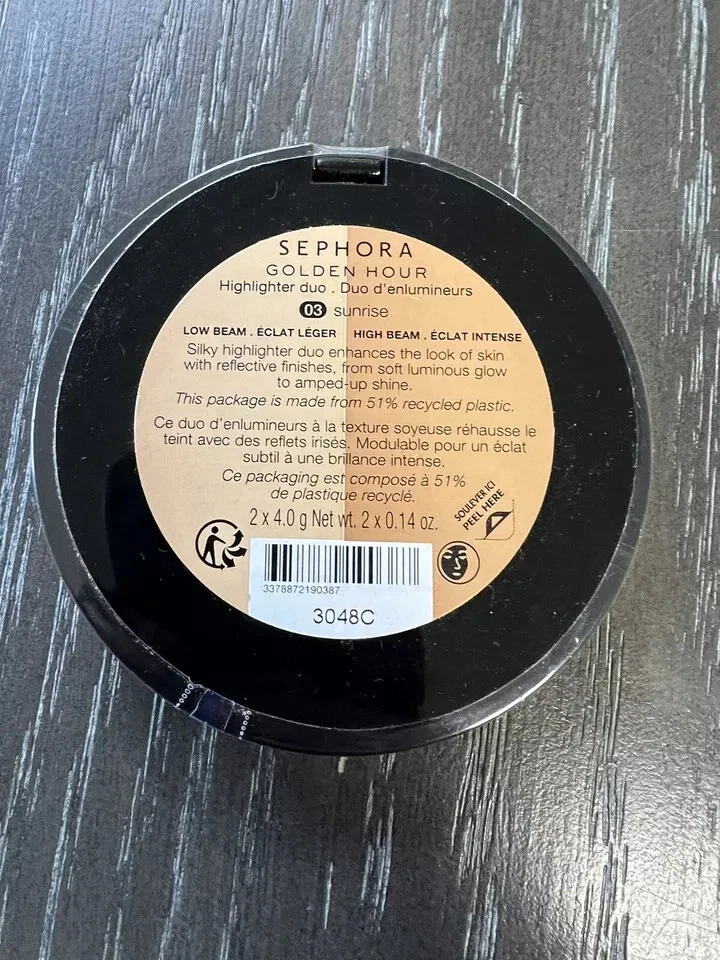 SEPHORA
GOLDEN HOUR
Highlighter duo . Duo d'enlumineurs
03 sunrise
LOW BEAM . ÉCLAT LÉGER HIGH BEAM . ÉCLAT INTENSE
Silky highlighter duo enhances the look of skin
with reflective finishes, from soft luminous glow
to amped-up shine.
This package is made from 51% recycled plastic.
Ce duo d'enlumineurs à la texture soyeuse réhausse le
teint avec des reflets irisés. Modulable pour un éclat
subtil à une brillance intense.
Ce packaging est composé à 51%
de plastique recyclé.
2 x 4.0 g Net wt. 2 x 0.14 oz.
SOULEVER ICI
PEEL HERE
3378872190387
3048C